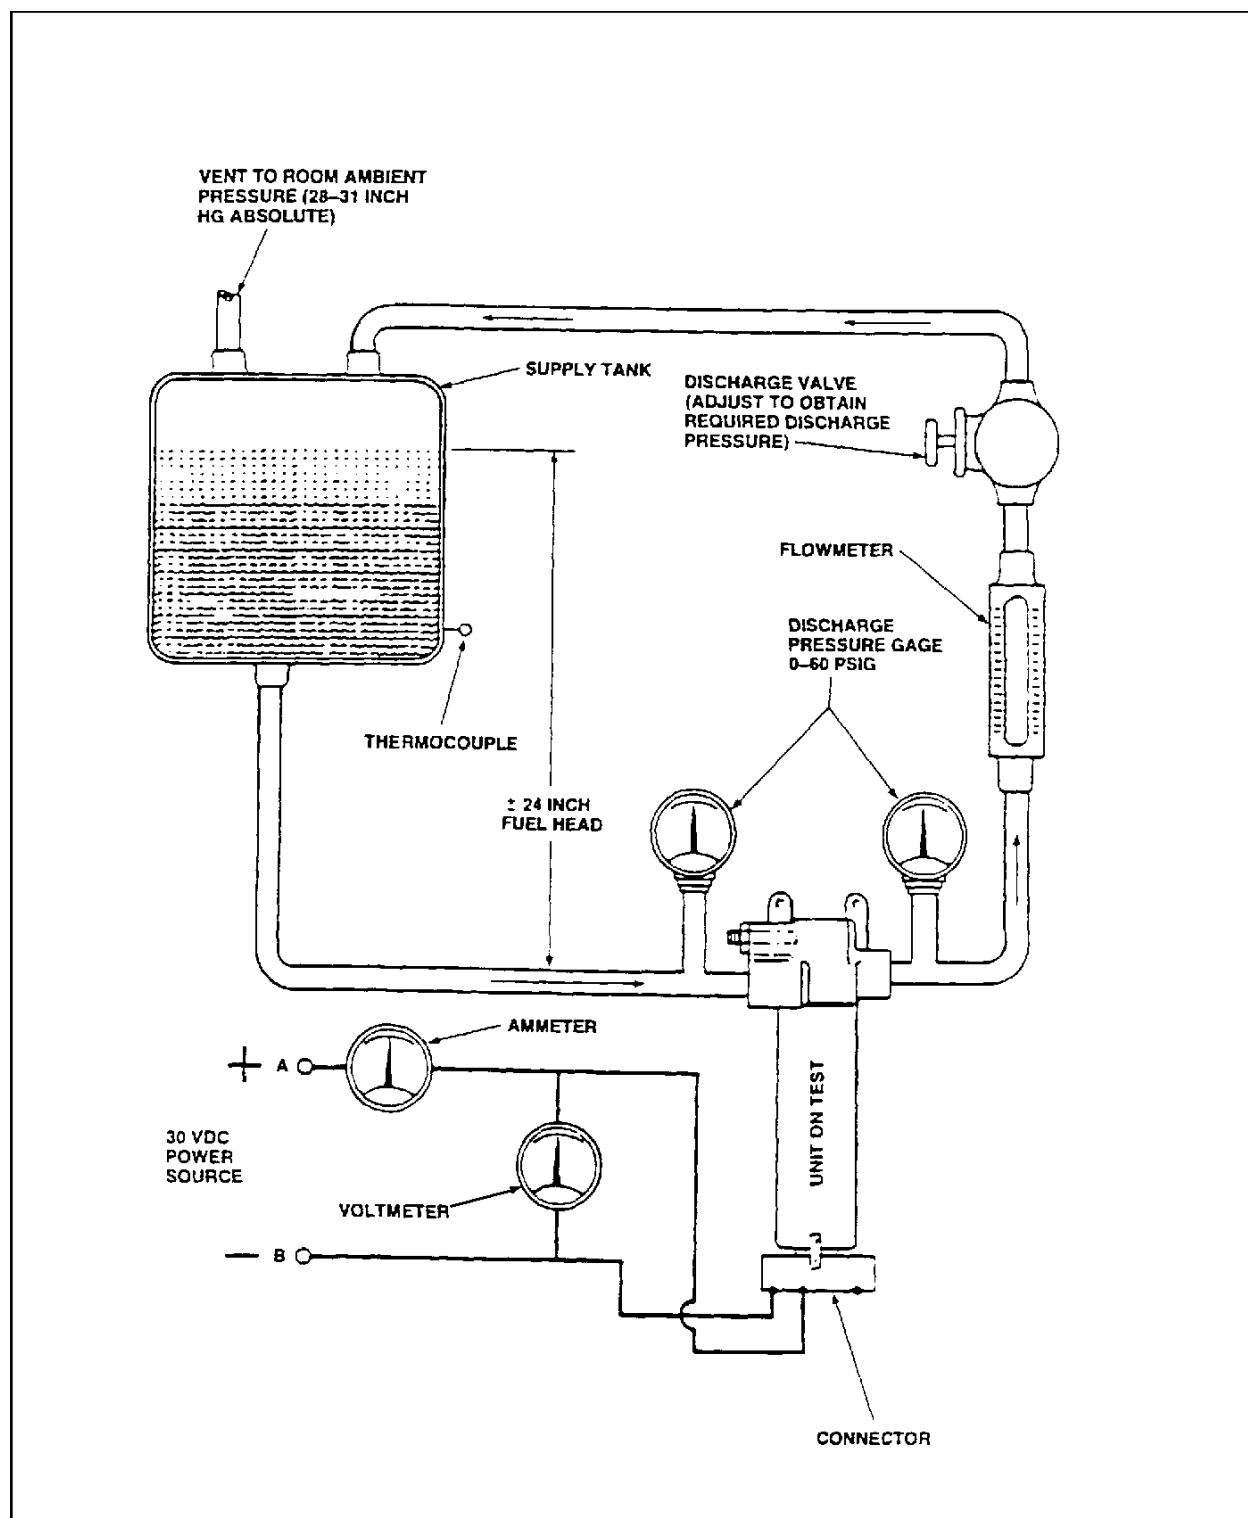 VENT TO ROOM AMBIENT
PRESSURE (28–31 INCH
HG ABSOLUTE)
SUPPLY TANK
DISCHARGE VALVE
(ADJUST TO OBTAIN
REQUIRED DISCHARGE
PRESSURE)
FLOWMETER
DISCHARGE
PRESSURE GAGE
0–60 PSIG
THERMOCOUPLE
± 24 INCH
FUEL HEAD
AMMETER
+ A
30 VDC
POWER
SOURCE
VOLTMETER
– B
UNIT ON TEST
CONNECTOR